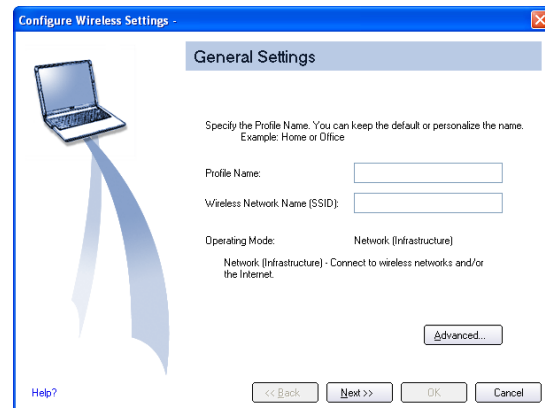 Configure Wireless Settings -
General Settings
Specify the Profile Name. You can keep the default or personalize the name.
Example: Home or Office
Profile Name:
Wireless Network Name (SSID):
Operating Mode: Network (Infrastructure)
Network (Infrastructure) - Connect to wireless networks and/or
the Internet.
Advanced...
Help? << Back Next >> OK Cancel